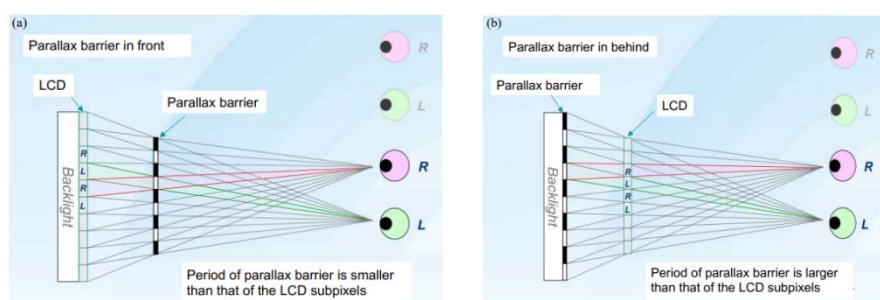 (a)
Parallax barrier in front
R
LCD
Parallax barrier
L
Backlight
R
L
R
L
R
L
Period of parallax barrier is smaller
than that of the LCD subpixels
(b)
Parallax barrier in behind
R
Parallax barrier
LCD
L
Backlight
R
L
R
L
R
L
Period of parallax barrier is larger
than that of the LCD subpixels